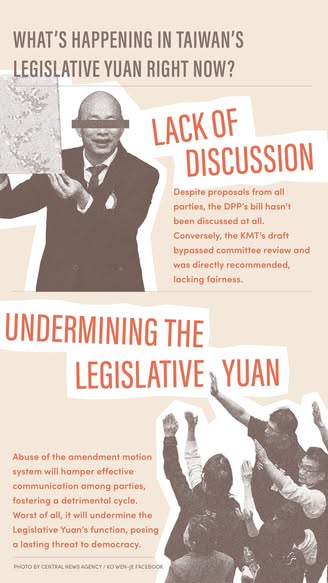 WHAT'S HAPPENING IN TAIWAN'S
LEGISLATIVE YUAN RIGHT NOW?
LACK OF
DISCUSSION
Despite proposals from all
parties, the DPP's bill hasn't
been discussed at all.
Conversely, the KMT's draft
bypassed committee review and
was directly recommended,
lacking fairness.
UNDERMINING THE
LEGISLATIVE YUAN
Abuse of the amendment motion
system will hamper effective
communication among parties,
fostering a detrimental cycle.
Worst of all, it will undermine the
Legislative Yuan's function, posing
a lasting threat to democracy.
PHOTO BY CENTRAL NEWS AGENCY / KO WEN-JE FACEBOOK